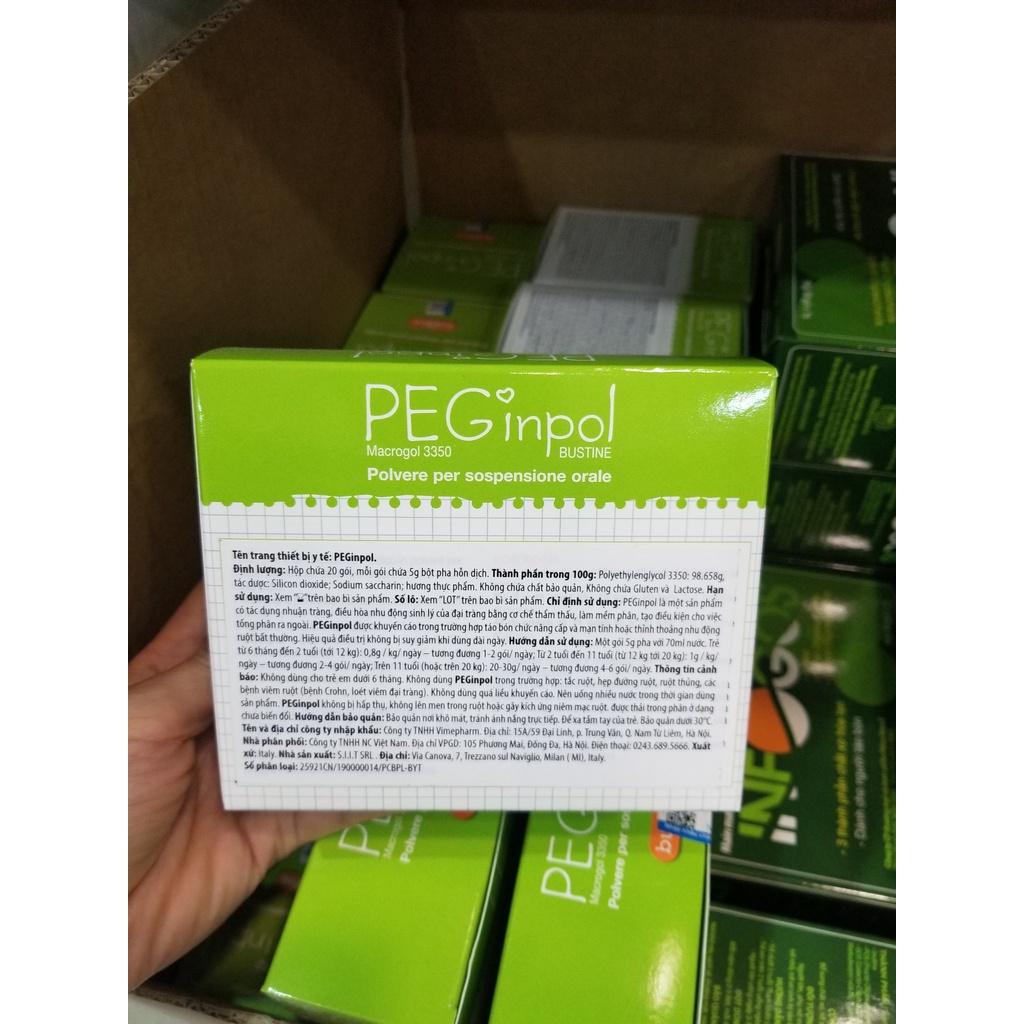 PEGinpol
Macrogol 3350 BUSTINE
Polvere per sospensione orale
Tên trang thiết bị y tế: PEGinpol.
Định lượng: Hộp chứa 20 gói, mỗi gói chứa 5g bột pha hỗn dịch. Thành phần trong 100g: Polyethylenglycol 3350: 98.658g,
tác dược: Silicon dioxide; Sodium saccharin; hương thực phẩm. Không chứa chất bảo quản, Không chứa Gluten và Lactose. Hạn
sử dụng: Xem "⌛"trên bao bì sản phẩm. Số lô: Xem "LOT" trên bao bì sản phẩm. Chỉ định sử dụng: PEGinpol là một sản phẩm
có tác dụng nhuận tràng, điều hòa nhu động sinh lý của đại tràng bằng cơ chế thẩm thấu, làm mềm phân, tạo điều kiện cho việc
tống phân ra ngoài. PEGinpol được khuyến cáo trong trường hợp táo bón chức năng cấp và mạn tính hoặc thỉnh thoảng nhu động
ruột bất thường. Hiệu quả điều trị không bị suy giảm khi dùng dài ngày. Hướng dẫn sử dụng: Một gói 5g pha với 70ml nước. Trẻ
từ 6 tháng đến 2 tuổi (tới 12 kg): 0,8g / kg/ ngày – tương đương 1-2 gói/ ngày; Từ 2 tuổi đến 11 tuổi (từ 12 kg tới 20 kg): 1g / kg/
ngày – tương đương 2-4 gói/ ngày; Trên 11 tuổi (hoặc trên 20 kg): 20-30g/ ngày – tương đương 4-6 gói/ ngày. Thông tin cảnh
báo: Không dùng cho trẻ em dưới 6 tháng. Không dùng PEGinpol trong trường hợp: tắc ruột, hẹp đường ruột, ruột thủng, các
bệnh viêm ruột (bệnh Crohn, loét viêm đại tràng). Không dùng quá liều khuyến cáo. Nên uống nhiều nước trong thời gian dùng
sản phẩm. PEGinpol không bị hấp thụ, không lên men trong ruột hoặc gây kích ứng niêm mạc ruột. được thải trong phân ở dạng
chưa biến đổi. Hướng dẫn bảo quản: Bảo quản nơi khô mát, tránh ánh nắng trực tiếp. Để xa tầm tay của trẻ. Bảo quản dưới 30°C.
Tên và địa chỉ công ty nhập khẩu: Công ty TNHH Vimepharm. Địa chỉ: 15A/59 Đại Linh, p. Trung Văn, Q. Nam Từ Liêm, Hà Nội.
Nhà phân phối: Công ty TNHH NC Việt Nam. Địa chỉ VPGD: 105 Phương Mai, Đống Đa, Hà Nội. Điện thoại: 0243.689.5666. Xuất
xứ: Italy. Nhà sản xuất: S.I.I.T SRL . Địa chỉ: Via Canova, 7, Trezzano sul Naviglio, Milan ( MI), Italy.
Số phân loại: 25921CN/190000014/PCBPL-BYT
PEG
Macrogol 3350
Polvere per so
bu
P
Macro
Polvere
INF
- 3 thành phần
- Dành cho người